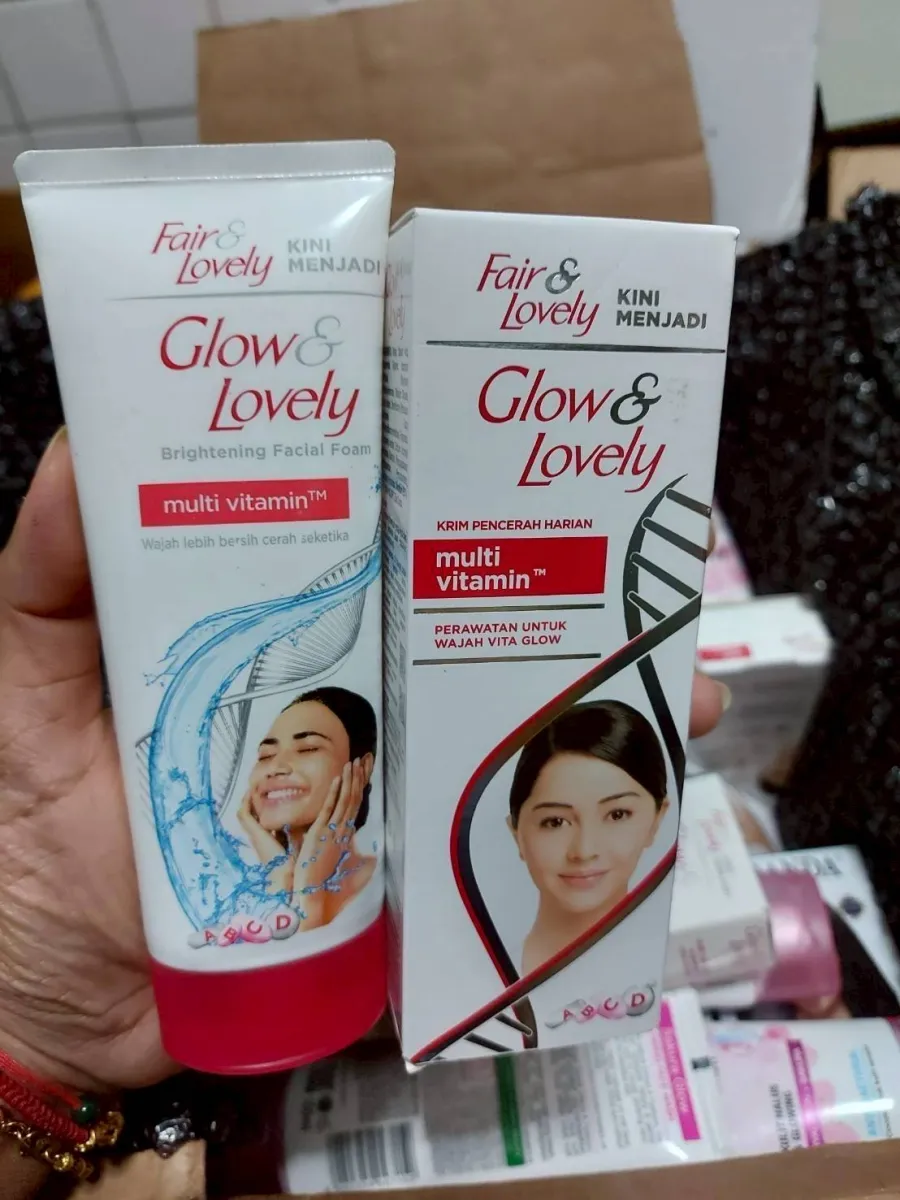 Fair &
Lovely
KINI
MENJADI
Glow &
Lovely
Brightening Facial Foam
multi vitamin™
Wajah lebih bersih cerah seketika
A B C D
Fair &
Lovely
KINI
MENJADI
Glow &
Lovely
KRIM PENCERAH HARIAN
multi
vitamin™
PERAWATAN UNTUK
WAJAH VITA GLOW
A B C D